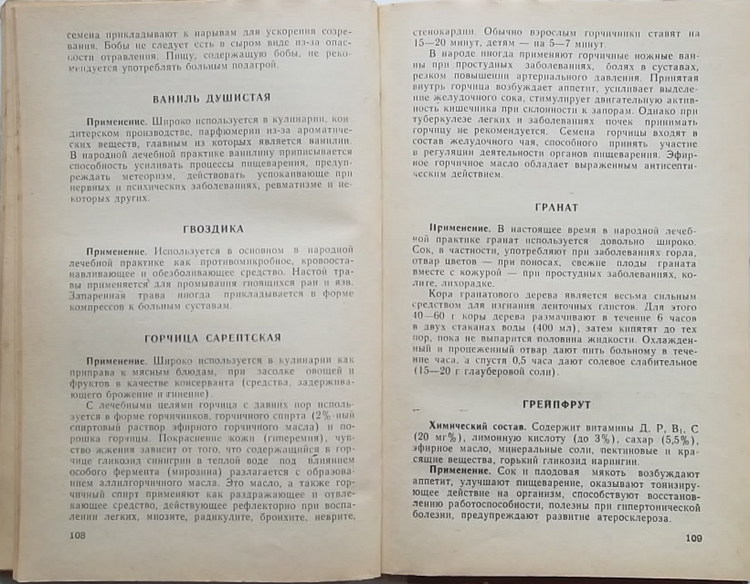 семена прикладывают к нарывам для ускорения созре-
вания. Бобы не следует есть в сыром виде из-за опас-
ности отравления. Пищу, содержащую бобы, не реко-
мендуется употреблять больным подагрой.
ВАНИЛЬ ДУШИСТАЯ
Применение. Широко используется в кулинарии, кон-
дитерском производстве, парфюмерии из-за ароматиче-
ских веществ, главным из которых является ванилин.
В народной лечебной практике ванилину приписывается
способность усиливать процессы пищеварения, предуп-
реждать метеоризм, действовать успокаивающе при
нервных и психических заболеваниях, ревматизме и не-
которых других.
ГВОЗДИКА
Применение. Используется в основном в народной
лечебной практике как противомикробное, кровооста-
навливающее и обезболивающее средство. Настой тра-
вы применяется для промывания гноящихся ран и язв.
Запаренная трава иногда прикладывается в форме
компрессов к больным суставам.
ГОРЧИЦА САРЕПТСКАЯ
Применение. Широко используется в кулинарии как
приправа к мясным блюдам, при засолке овощей и
фруктов в качестве консерванта (средства, задержива-
ющего брожение и гниение).
С лечебными целями горчица с давних пор исполь-
зуется в форме горчичников, горчичного спирта (2%-ный
спиртовый раствор эфирного горчичного масла) и по-
рошка горчицы. Покраснение кожи (гиперемия), чув-
ство жжения зависит от того, что содержащийся в гор-
чице гликозид синигрин в теплой воде под влиянием
особого фермента (мирозина) разлагается с образова-
нием аллилгорчичного масла. Это масло, а также гор-
чичный спирт применяют как раздражающее и отвле-
кающее средство, действующее рефлекторно при воспа-
лении легких, миозите, радикулите, бронхите, неврите,
108
стенокардии. Обычно взрослым горчичники ставят на
15—20 минут, детям — на 5—7 минут.
В народе иногда применяют горчичные ножные ван-
ны при простудных заболеваниях, болях в суставах,
резком повышении артериального давления. Принятая
внутрь горчица возбуждает аппетит, усиливает выделе-
ние желудочного сока, стимулирует двигательную актив-
ность кишечника при склонности к запорам. Однако при
туберкулезе легких и заболеваниях почек принимать
горчицу не рекомендуется. Семена горчицы входят в
состав желудочного чая, способного принять участие
в регуляции деятельности органов пищеварения. Эфир-
ное горчичное масло обладает выраженным антисепти-
ческим действием.
ГРАНАТ
Применение. В настоящее время в народной лечеб-
ной практике гранат используется довольно широко.
Сок, в частности, употребляют при заболеваниях горла,
отвар цветов — при поносах, свежие плоды граната
вместе с кожурой — при простудных заболеваниях, ко-
лите, лихорадке.
Кора гранатового дерева является весьма сильным
средством для изгнания ленточных глистов. Для этого
40—60 г коры дерева размачивают в течение 6 часов
в двух стаканах воды (400 мл), затем кипятят до тех
пор, пока не выпарится половина жидкости. Охлажден-
ный и процеженный отвар дают пить больному в тече-
ние часа, а спустя 0,5 часа дают солевое слабительное
(15—20 г глауберовой соли).
ГРЕЙПФРУТ
Химический состав. Содержит витамины Д, Р, В₁, С
(20 мг%), лимонную кислоту (до 3%), сахар (5,5%),
эфирное масло, минеральные соли, пектиновые и кра-
сящие вещества, горький гликозид нарингин.
Применение. Сок и плодовая мякоть возбуждают
аппетит, улучшают пищеварение, оказывают тонизиру-
ющее действие на организм, способствуют восстанов-
лению работоспособности, полезны при гипертонической
болезни, предупреждают развитие атеросклероза.
109